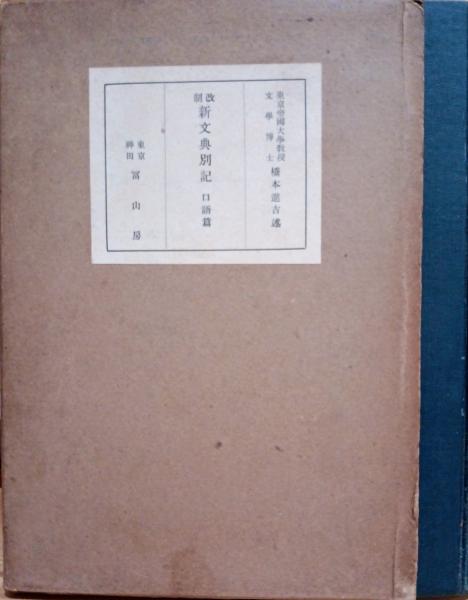 東京帝國大學教授
文學博士
橋本進吉述
改制
新文典別記 口語篇
東京
神田
冨山房